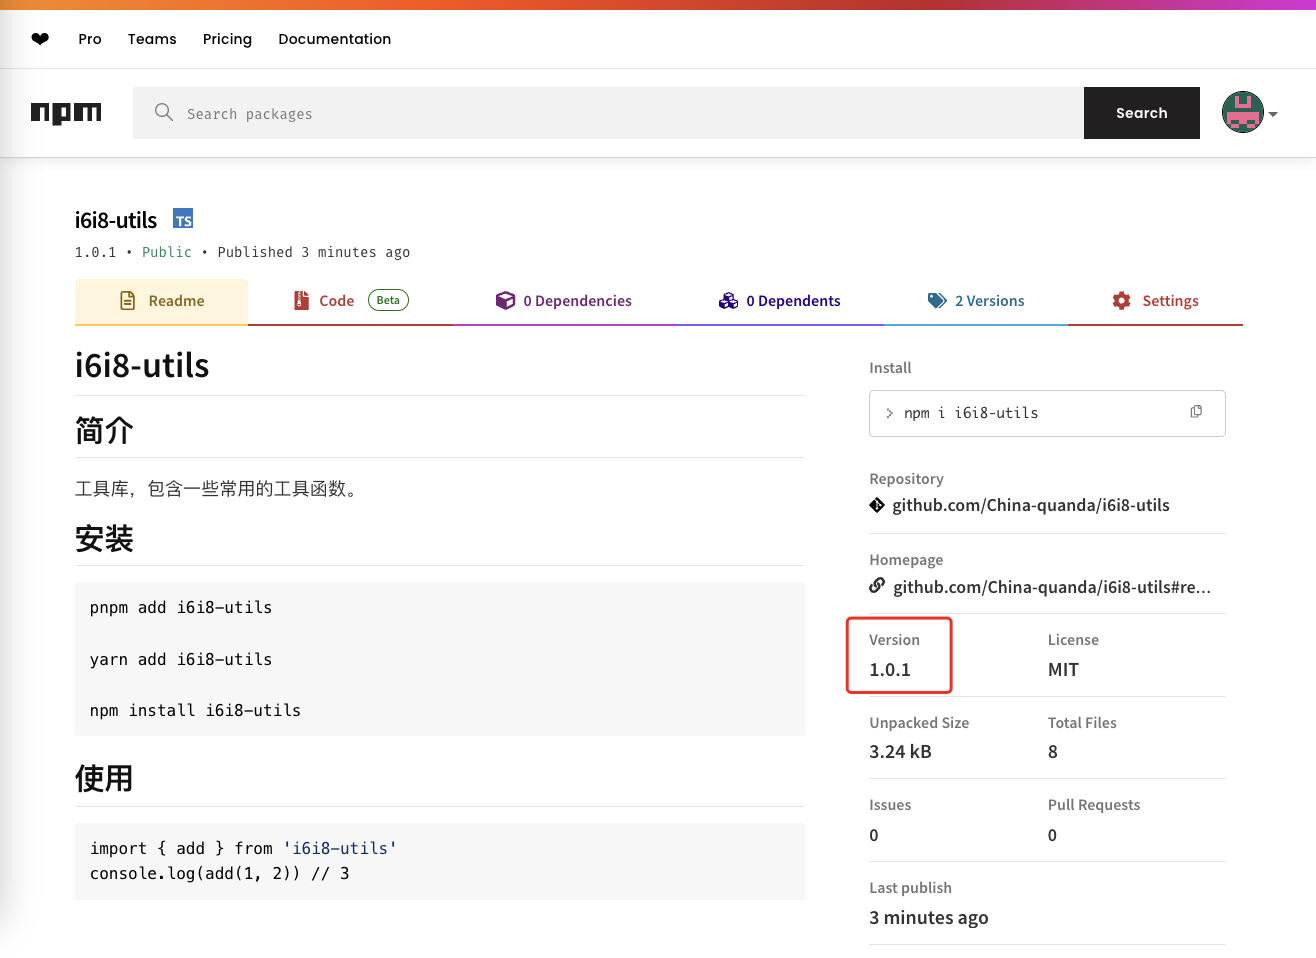 Pro Teams Pricing Documentation
npm Search packages Search
i6i8-utils TS
1.0.1 • Public • Published 3 minutes ago
Readme Code Beta 0 Dependencies 0 Dependents 2 Versions Settings
i6i8-utils
简介
工具库，包含一些常用的工具函数。
安装
pnpm add i6i8-utils
yarn add i6i8-utils
npm install i6i8-utils
使用
import { add } from 'i6i8-utils'
console.log(add(1, 2)) // 3
Install
> npm i i6i8-utils
Repository
github.com/China-quanda/i6i8-utils
Homepage
github.com/China-quanda/i6i8-utils#re...
Version License
1.0.1 MIT
Unpacked Size Total Files
3.24 kB 8
Issues Pull Requests
0 0
Last publish
3 minutes ago